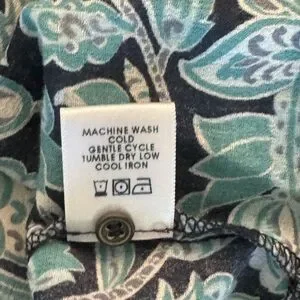 MACHINE WASH
COLD
GENTLE CYCLE
TUMBLE DRY LOW
COOL IRON